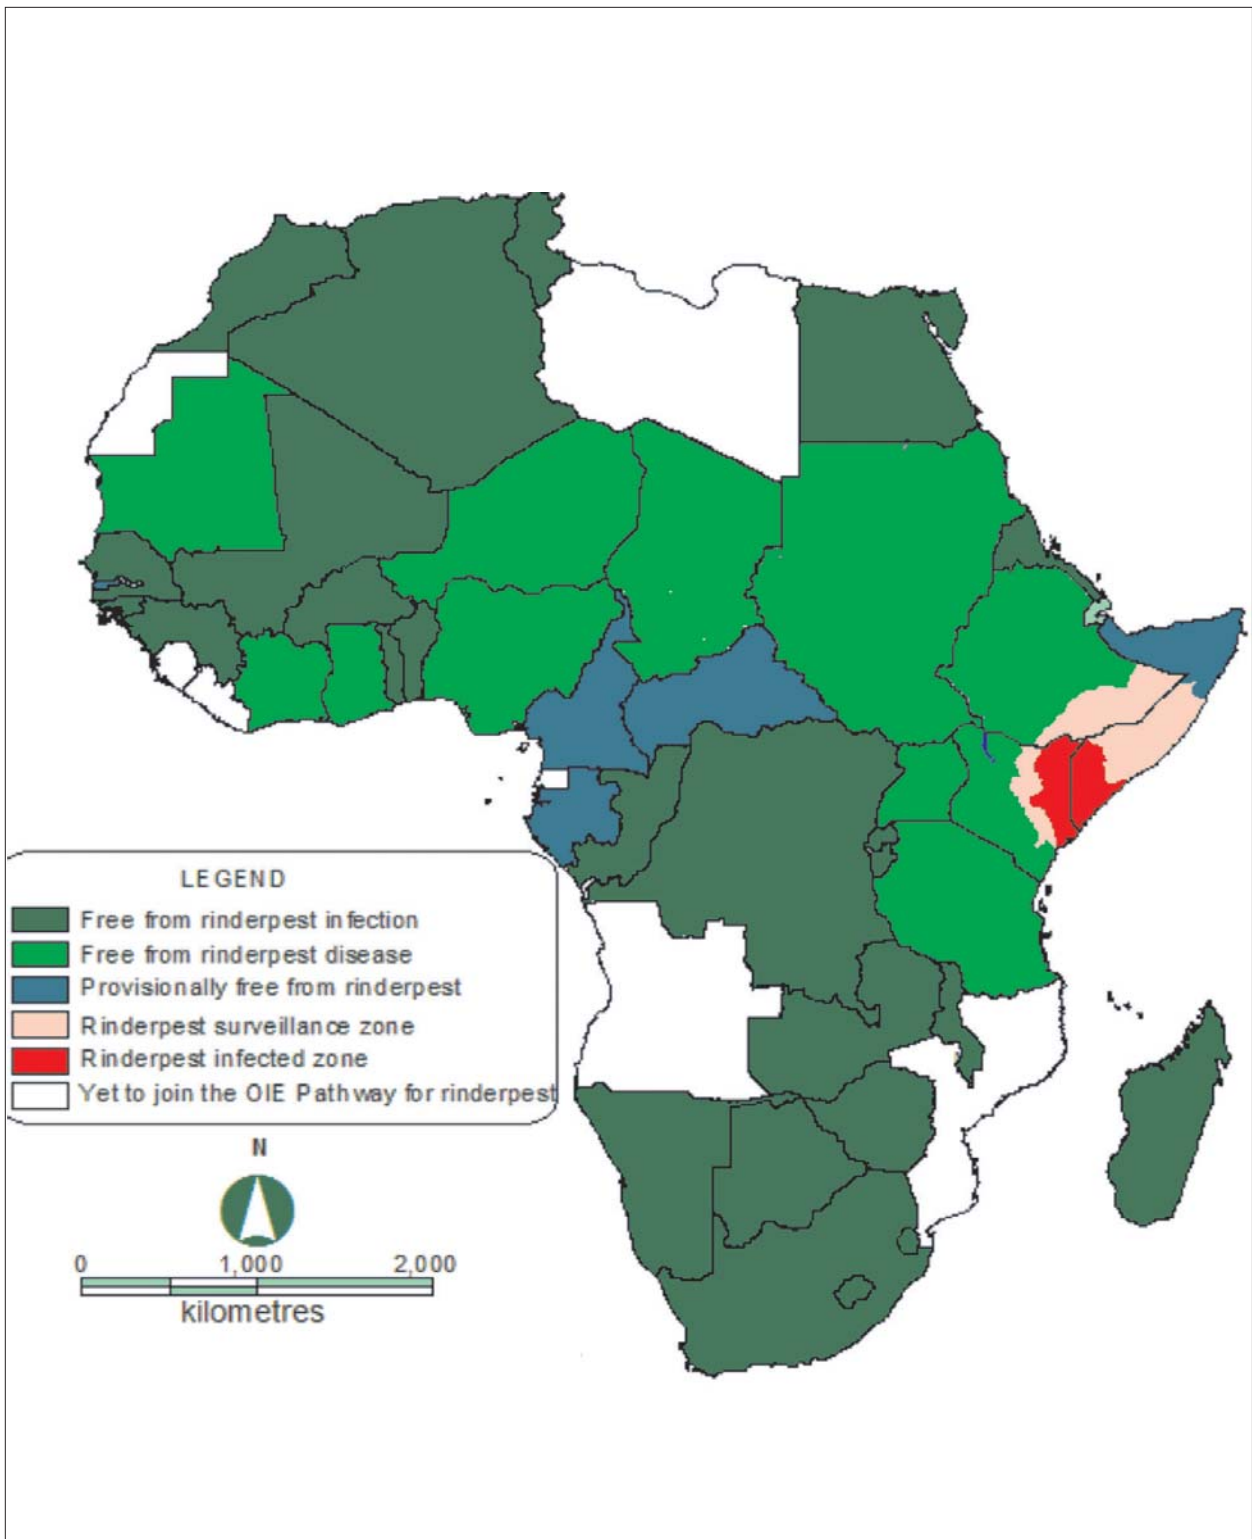 LEGEND
Free from rinderpest infection
Free from rinderpest disease
Provisionally free from rinderpest
Rinderpest surveillance zone
Rinderpest infected zone
Yet to join the OIE Pathway for rinderpest
N
0 1,000 2,000
kilometres